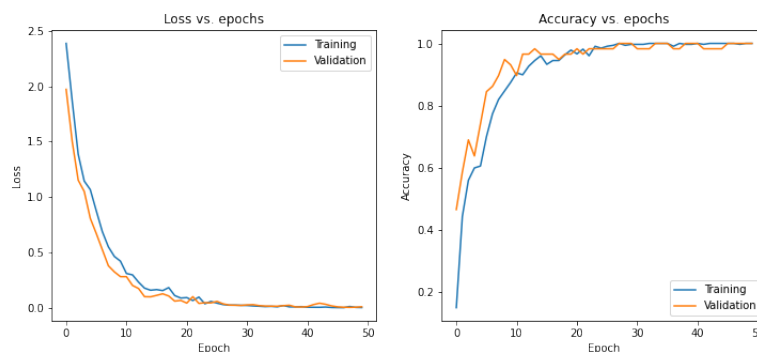 Loss vs. epochs
2.5
2.0
1.5
1.0
0.5
0.0
Loss
0 10 20 30 40 50
Epoch
Training
Validation
Accuracy vs. epochs
1.0
0.8
0.6
0.4
0.2
Accuracy
0 10 20 30 40
Epoch
Training
Validation